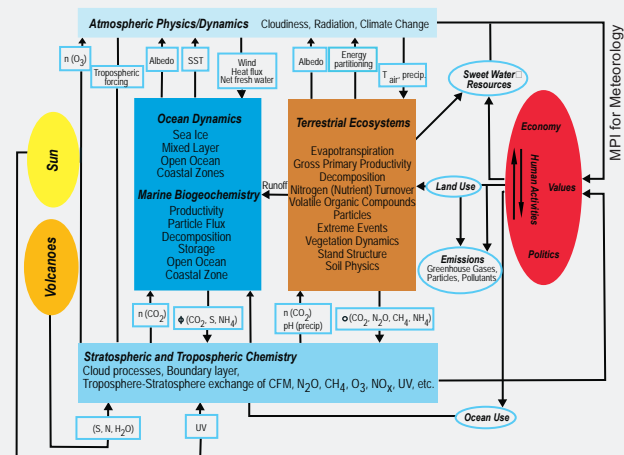 Atmospheric Physics/Dynamics Cloudiness, Radiation, Climate Change
n (O₃)
Tropospheric
forcing
Albedo
SST
Wind
Heat flux
Net fresh water
Albedo
Energy
partitioning
T air, precip.
Sweet Water
Resources
MPI for Meteorology
Sun
Volcanoes
Ocean Dynamics
Sea Ice
Mixed Layer
Open Ocean
Coastal Zones
Marine Biogeochemistry
Productivity
Particle Flux
Decomposition
Storage
Open Ocean
Coastal Zone
Runoff
Terrestrial Ecosystems
Evapotranspiration
Gross Primary Productivity
Decomposition
Nitrogen (Nutrient) Turnover
Volatile Organic Compounds
Particles
Extreme Events
Vegetation Dynamics
Stand Structure
Soil Physics
Land Use
Economy
Human Activities
Values
Politics
Emissions
Greenhouse Gases,
Particles, Pollutants
n (CO₂)
ϕ (CO₂, S, NH₄)
n (CO₂)
pH (precip)
o (CO₂, N₂O, CH₄, NH₄)
Stratospheric and Tropospheric Chemistry
Cloud processes, Boundary layer,
Troposphere-Stratosphere exchange of CFM, N₂O, CH₄, O₃, NOₓ, UV, etc.
(S, N, H₂O)
UV
Ocean Use